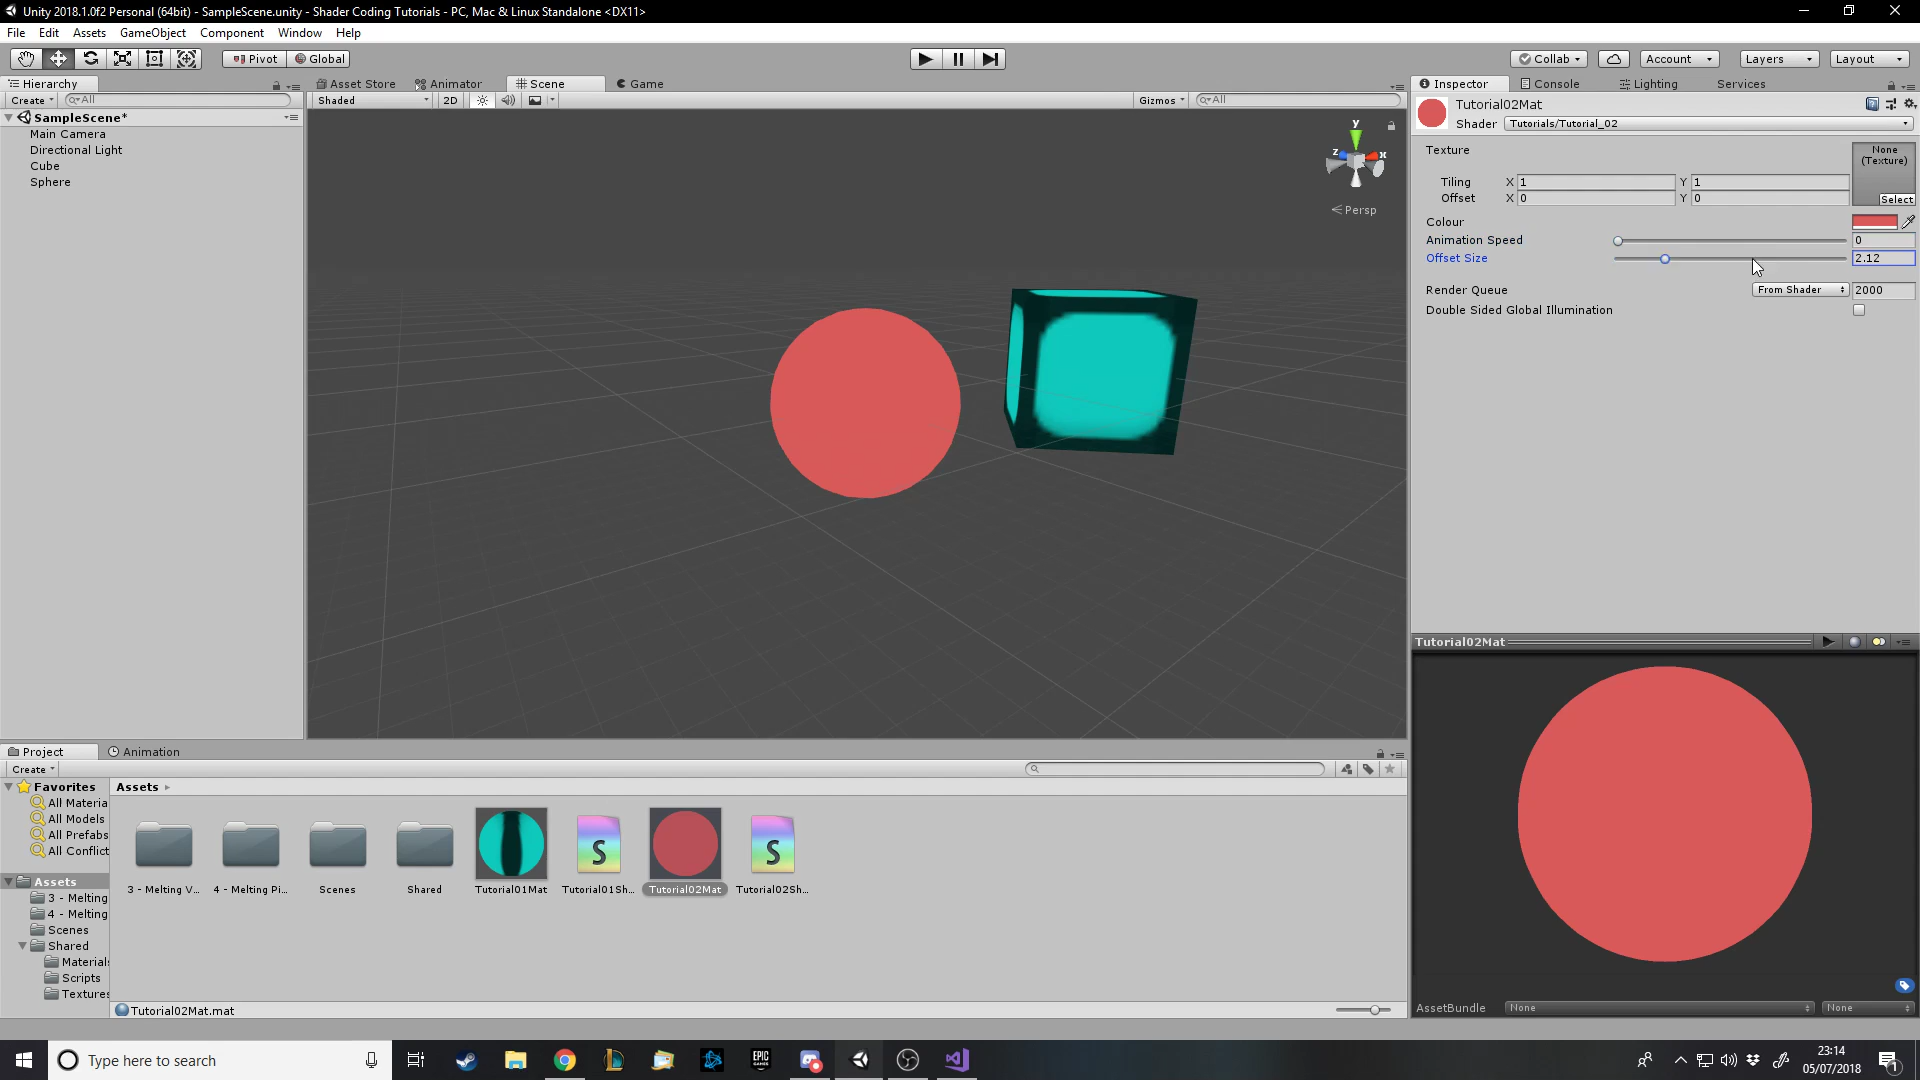 Unity 2018.1.0f2 Personal (64bit) - SampleScene.unity - Shader Coding Tutorials - PC, Mac & Linux Standalone <DX11>
File Edit Assets GameObject Component Window Help
Pivot Global Collab Account Layers Layout
Hierarchy Asset Store Animator Scene Game Inspector Console Lighting Services
Create All Shaded 2D Gizmos All
SampleScene*
Main Camera
Directional Light
Cube
Sphere
y
z x
Persp
Tutorial02Mat
Shader Tutorials/Tutorial_02
Texture
None
(Texture)
Tiling X 1 Y 1
Offset X 0 Y 0
Select
Colour
Animation Speed 0
Offset Size 2.12
Render Queue From Shader 2000
Double Sided Global Illumination
Tutorial02Mat
AssetBundle None None
Project Animation
Create
Favorites
All Materia
All Models
All Prefabs
All Conflict
Assets
3 - Melting
4 - Melting
Scenes
Shared
Materials
Scripts
Textures
Assets
S S
3 - Melting V... 4 - Melting Pi... Scenes Shared Tutorial01Mat Tutorial01Sh... Tutorial02Mat Tutorial02Sh...
Tutorial02Mat.mat
Type here to search
EPIC
GAMES
23:14
05/07/2018
1